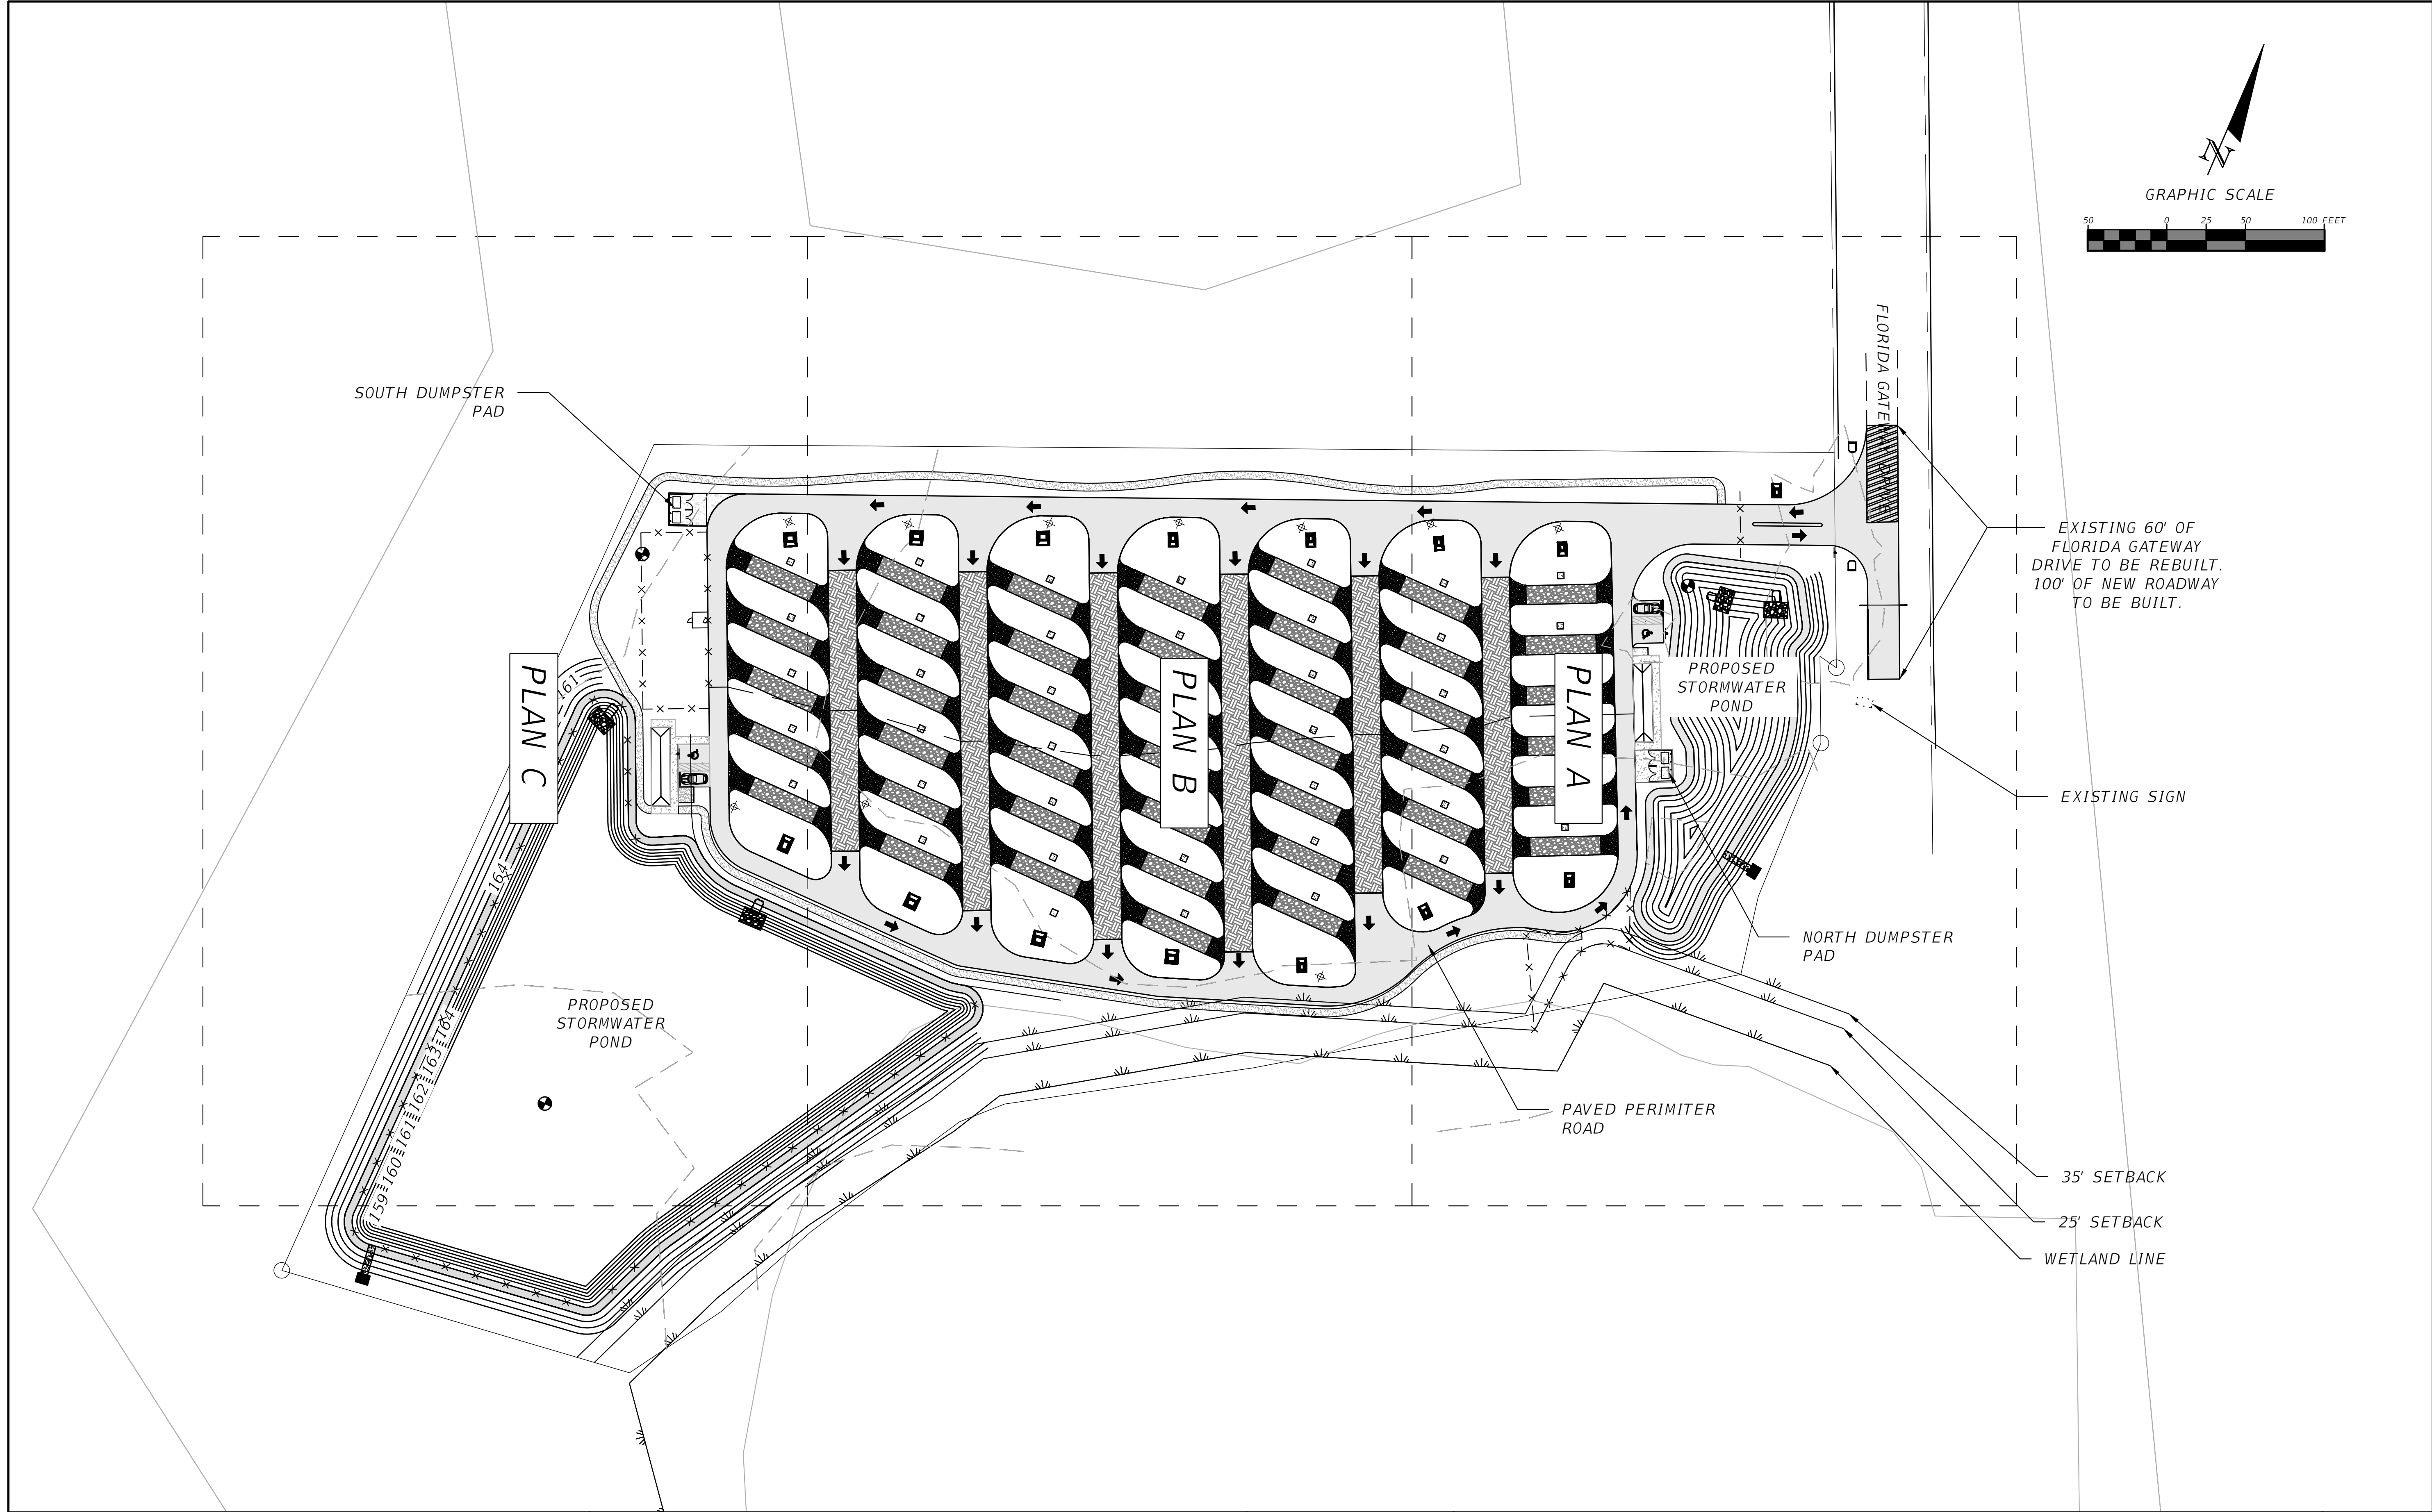 N
GRAPHIC SCALE
50 0 25 50 100 FEET
FLORIDA GATEWAY DRIVE
SOUTH DUMPSTER
PAD
EXISTING 60' OF
FLORIDA GATEWAY
DRIVE TO BE REBUILT.
100' OF NEW ROADWAY
TO BE BUILT.
PLAN C
PLAN B
PLAN A
PROPOSED
STORMWATER
POND
161
EXISTING SIGN
164
NORTH DUMPSTER
PAD
PROPOSED
STORMWATER
POND
159
160
161
162
163
164
PAVED PERIMITER
ROAD
35' SETBACK
25' SETBACK
WETLAND LINE